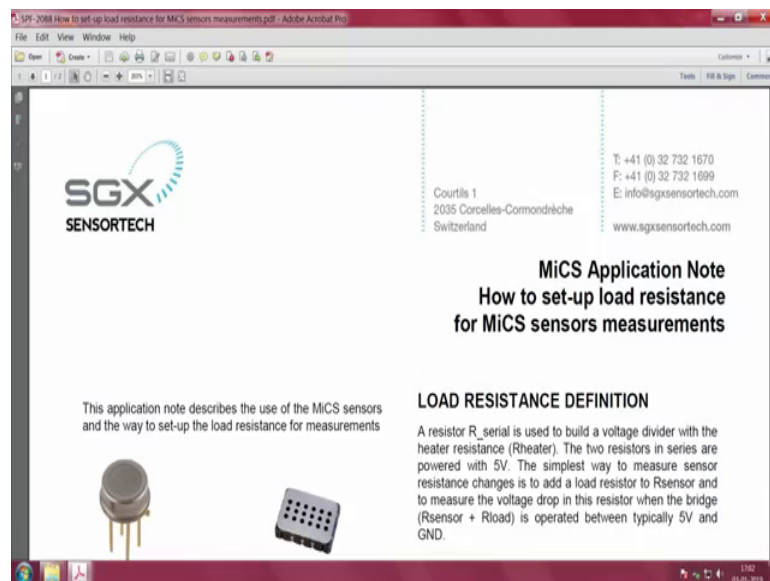 SPF-2088 How to set-up load resistance for MiCS sensors measurements.pdf - Adobe Acrobat Pro
File Edit View Window Help
Open Create Customize
1 / Tools Fill & Sign Commen
SGX
SENSORTECH
Courtils 1
2035 Corcelles-Cormondrèche
Switzerland
T: +41 (0) 32 732 1670
F: +41 (0) 32 732 1699
E: info@sgxsensortech.com
www.sgxsensortech.com
MiCS Application Note
How to set-up load resistance
for MiCS sensors measurements
This application note describes the use of the MiCS sensors
and the way to set-up the load resistance for measurements
LOAD RESISTANCE DEFINITION
A resistor R_serial is used to build a voltage divider with the
heater resistance (Rheater). The two resistors in series are
powered with 5V. The simplest way to measure sensor
resistance changes is to add a load resistor to Rsensor and
to measure the voltage drop in this resistor when the bridge
(Rsensor + Rload) is operated between typically 5V and
GND.
17:02